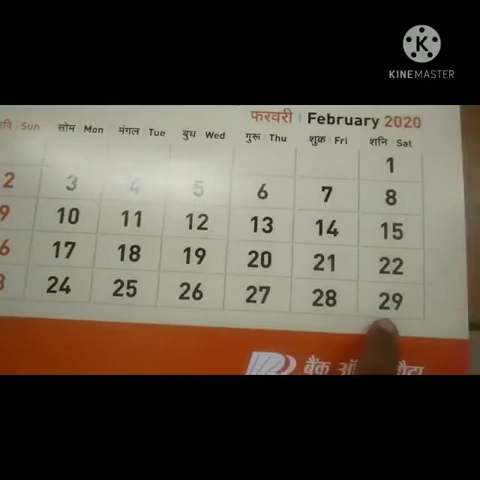 KINEMASTER
फरवरी | February 2020
रवि Sun सोम Mon मंगल Tue बुध Wed गुरू Thu शुक्र Fri शनि Sat
1
2 3 4 5 6 7 8
9 10 11 12 13 14 15
6 17 18 19 20 21 22
24 25 26 27 28 29
बैंक ऑ